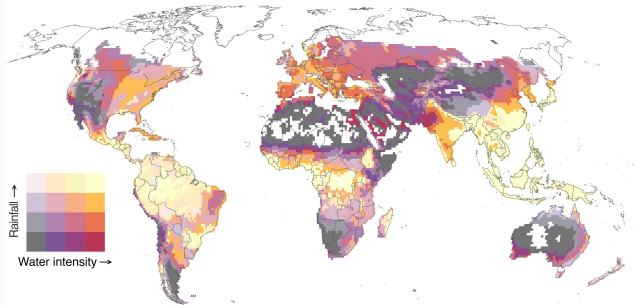 Rainfall →
Water intensity →